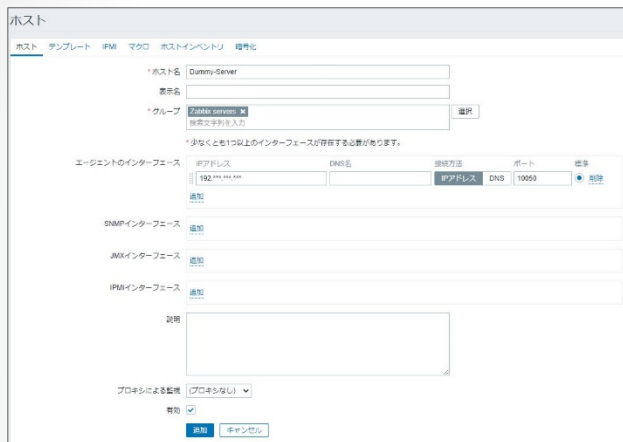 ホスト
ホスト テンプレート IPMI マクロ ホストインベントリ 暗号化
* ホスト名 Dummy-Server
表示名
* グループ Zabbix servers × 選択
検索文字列を入力
* 少なくとも1つ以上のインターフェースが存在する必要があります。
エージェントのインターフェース IPアドレス DNS名 接続方法 ポート 標準
192.***.***.*** IPアドレス DNS 10050 削除
追加
SNMPインターフェース 追加
JMXインターフェース 追加
IPMIインターフェース 追加
説明
プロキシによる監視 (プロキシなし)
有効
追加 キャンセル